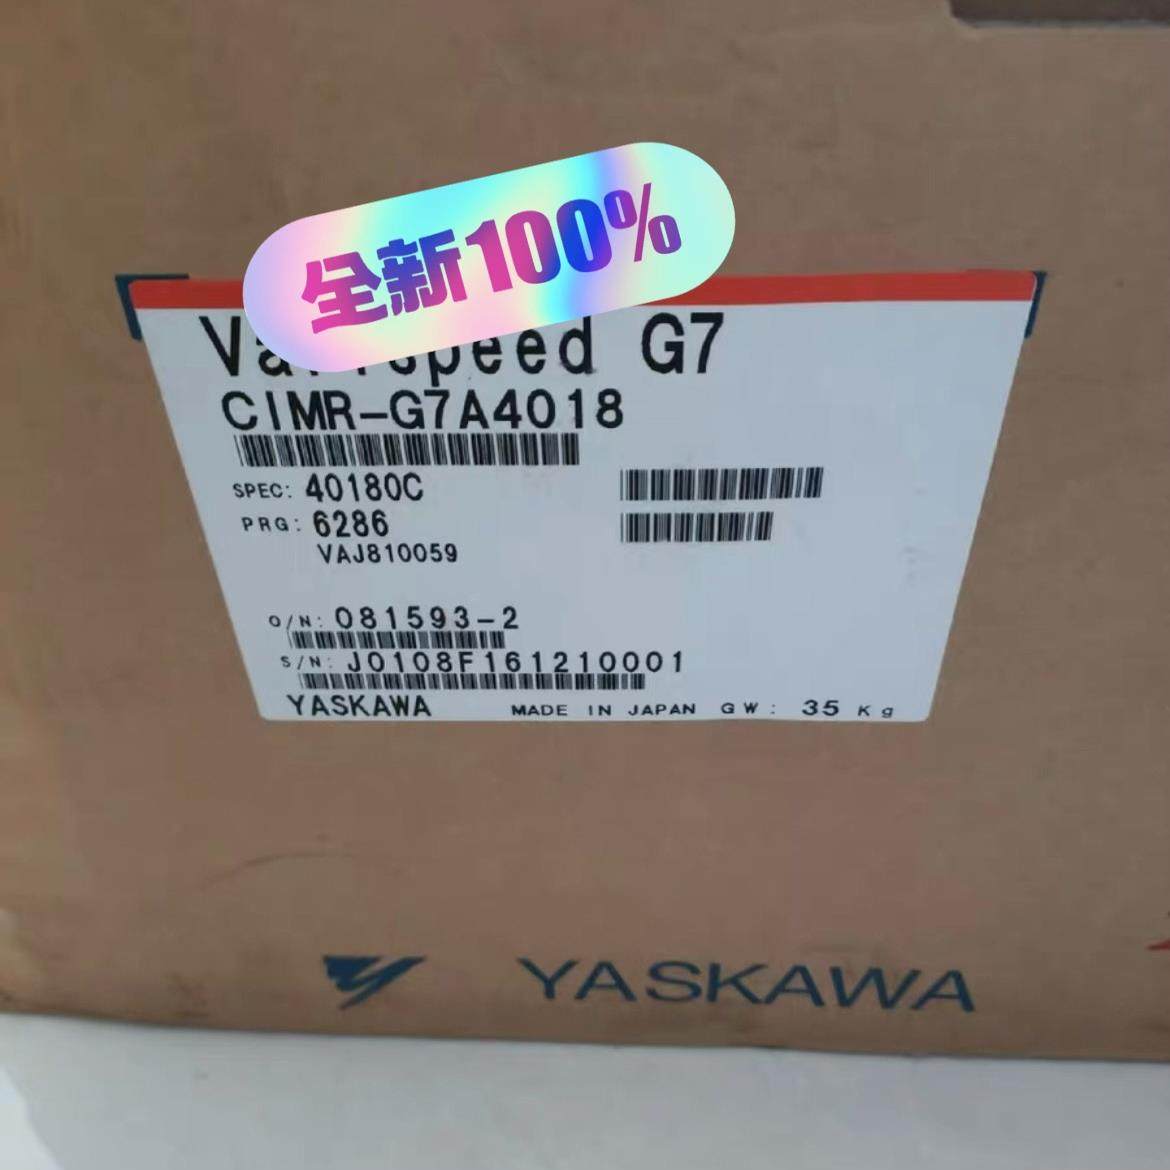 全新100%
Varispeed G7
CIMR-G7A4018
SPEC: 40180C
PRG: 6286
VAJ810059
O/N: 081593-2
S/N: J0108F161210001
YASKAWA MADE IN JAPAN GW: 35 Kg
YASKAWA